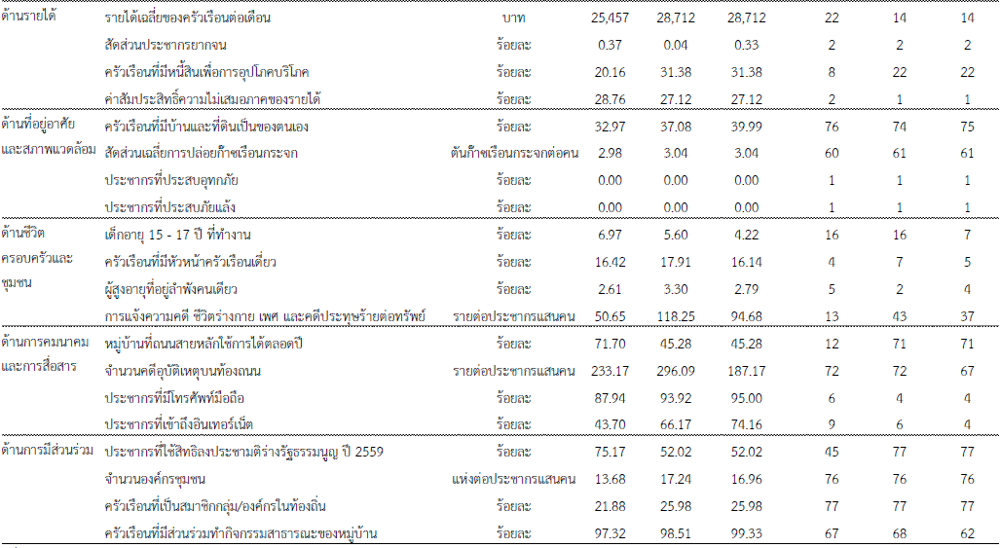 ด้านรายได้ รายได้เฉลี่ยของครัวเรือนต่อเดือน บาท 25,457 28,712 28,712 22 14 14
สัดส่วนประชากรยากจน ร้อยละ 0.37 0.04 0.33 2 2 2
ครัวเรือนที่มีหนี้สินเพื่อการอุปโภคบริโภค ร้อยละ 20.16 31.38 31.38 8 22 22
ค่าสัมประสิทธิ์ความไม่เสมอภาคของรายได้ ร้อยละ 28.76 27.12 27.12 2 1 1
ด้านที่อยู่อาศัย ครัวเรือนที่มีบ้านและที่ดินเป็นของตนเอง ร้อยละ 32.97 37.08 39.99 76 74 75
และสภาพแวดล้อม สัดส่วนเฉลี่ยการปล่อยก๊าซเรือนกระจก ตันก๊าซเรือนกระจกต่อคน 2.98 3.04 3.04 60 61 61
ประชากรที่ประสบอุทกภัย ร้อยละ 0.00 0.00 0.00 1 1 1
ประชากรที่ประสบภัยแล้ง ร้อยละ 0.00 0.00 0.00 1 1 1
ด้านชีวิต เด็กอายุ 15 - 17 ปี ที่ทำงาน ร้อยละ 6.97 5.60 4.22 16 16 7
ครอบครัวและ ครัวเรือนที่มีหัวหน้าครัวเรือนเดี่ยว ร้อยละ 16.42 17.91 16.14 4 7 5
ชุมชน ผู้สูงอายุที่อยู่ลำพังคนเดียว ร้อยละ 2.61 3.30 2.79 5 2 4
การแจ้งความคดี ชีวิตร่างกาย เพศ และคดีประทุษร้ายต่อทรัพย์ รายต่อประชากรแสนคน 50.65 118.25 94.68 13 43 37
ด้านการคมนาคม หมู่บ้านที่ถนนสายหลักใช้การได้ตลอดปี ร้อยละ 71.70 45.28 45.28 12 71 71
และการสื่อสาร จำนวนคดีอุบัติเหตุบนท้องถนน รายต่อประชากรแสนคน 233.17 296.09 187.17 72 72 67
ประชากรที่มีโทรศัพท์มือถือ ร้อยละ 87.94 93.92 95.00 6 4 4
ประชากรที่เข้าถึงอินเทอร์เน็ต ร้อยละ 43.70 66.17 74.16 9 6 4
ด้านการมีส่วนร่วม ประชากรที่ใช้สิทธิลงประชามติร่างรัฐธรรมนูญ ปี 2559 ร้อยละ 75.17 52.02 52.02 45 77 77
จำนวนองค์กรชุมชน แห่งต่อประชากรแสนคน 13.68 17.24 16.96 76 76 76
ครัวเรือนที่เป็นสมาชิกกลุ่ม/องค์กรในท้องถิ่น ร้อยละ 21.88 25.98 25.98 77 77 77
ครัวเรือนที่มีส่วนร่วมทำกิจกรรมสาธารณะของหมู่บ้าน ร้อยละ 97.32 98.51 99.33 67 68 62